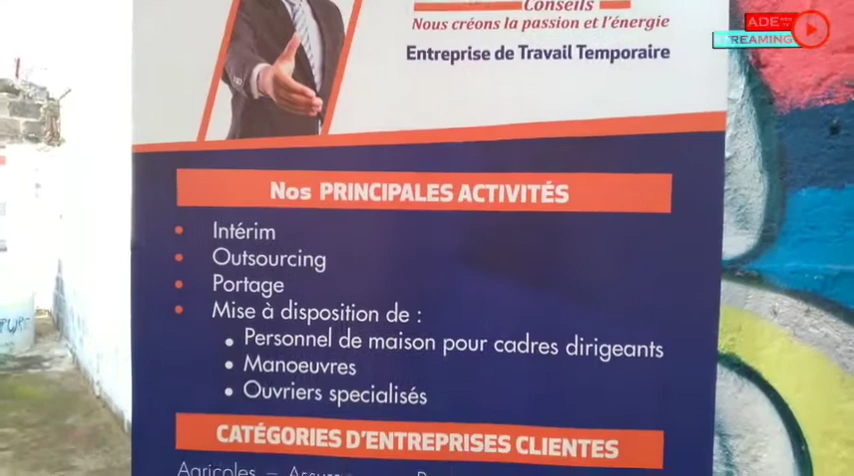 Conseils
Nous créons la passion et l'énergie
Entreprise de Travail Temporaire
ADE
STREAMING
Nos PRINCIPALES ACTIVITÉS
• Intérim
• Outsourcing
• Portage
• Mise à disposition de :
• Personnel de maison pour cadres dirigeants
• Manoeuvres
• Ouvriers specialisés
CATÉGORIES D'ENTREPRISES CLIENTES
Agricoles –